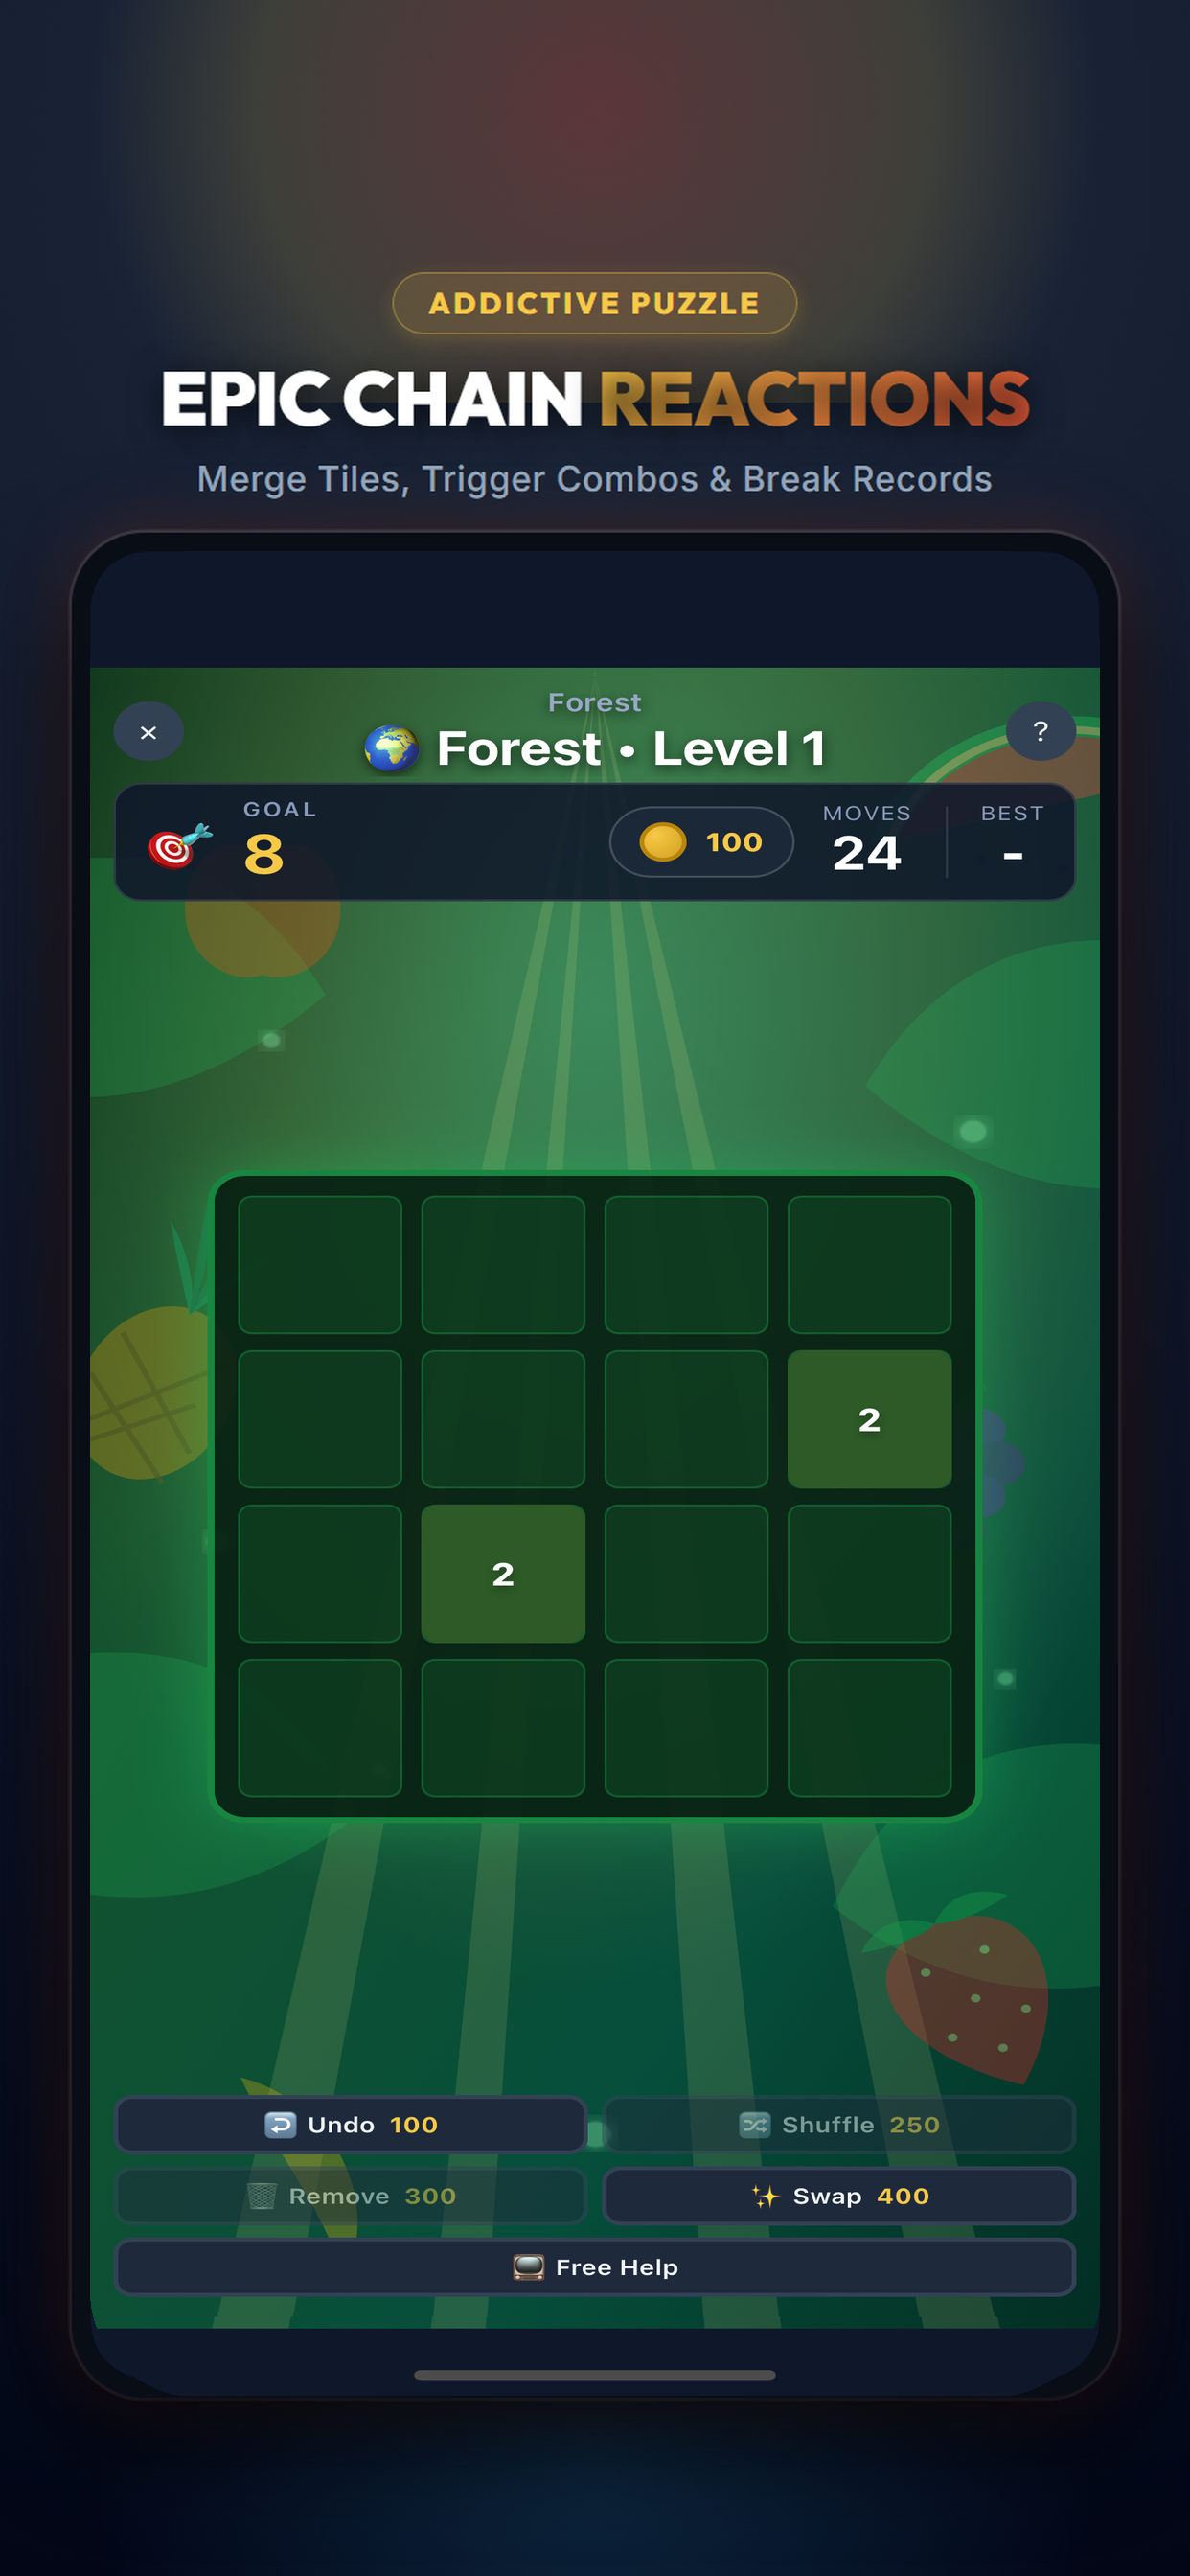 ADDICTIVE PUZZLE
EPIC CHAIN REACTIONS
Merge Tiles, Trigger Combos & Break Records
Forest
×
Forest • Level 1
?
GOAL
8
100
MOVES
24
BEST
-
2
2
Undo 100
Shuffle 250
Remove 300
Swap 400
Free Help